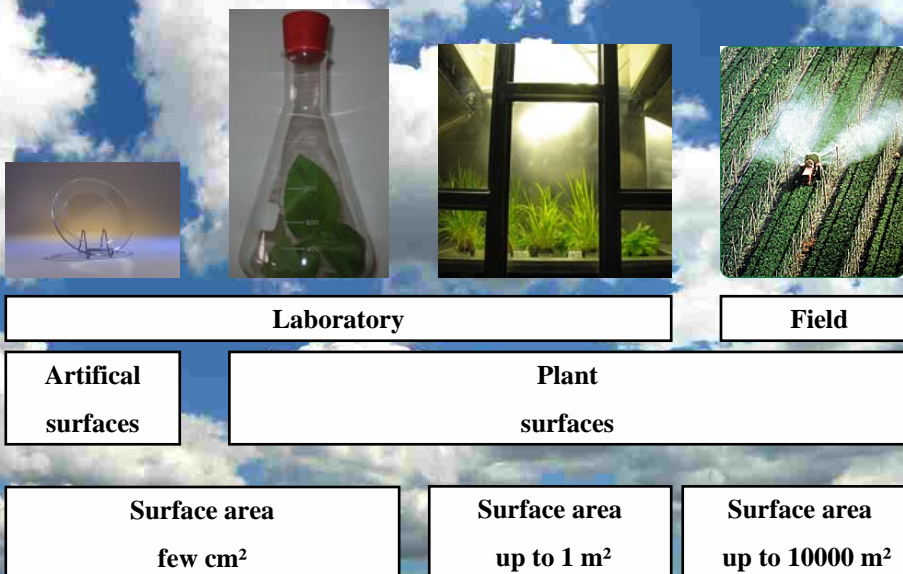 Laboratory
Field
Artifical
surfaces
Plant
surfaces
Surface area
few cm²
Surface area
up to 1 m²
Surface area
up to 10000 m²